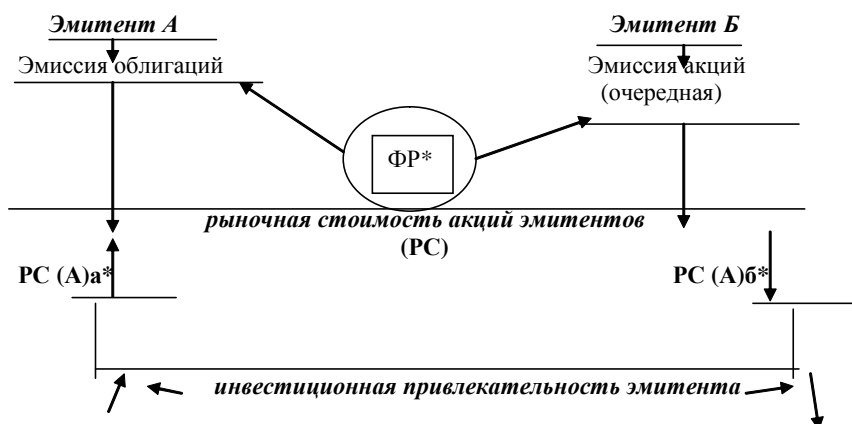 Эмитент А
Эмитент Б
Эмиссия облигаций
Эмиссия акций
(очередная)
ФР*
рыночная стоимость акций эмитентов
(РС)
РС (А)а*
РС (А)б*
инвестиционная привлекательность эмитента